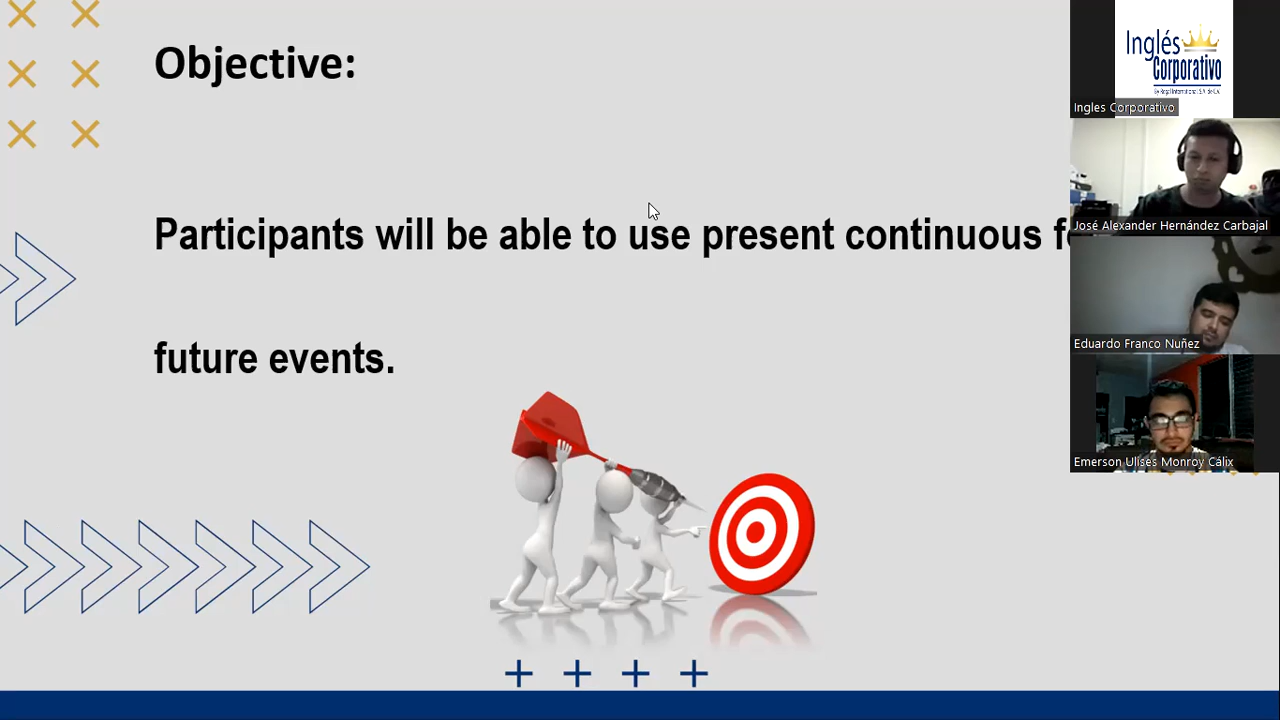 Objective:
Participants will be able to use present continuous
future events.
Inglés
Corporativo
Ingles Corporativo
José Alexander Hernández Carbajal
Eduardo Franco Nuñez
Emerson Ulises Monroy Cálix